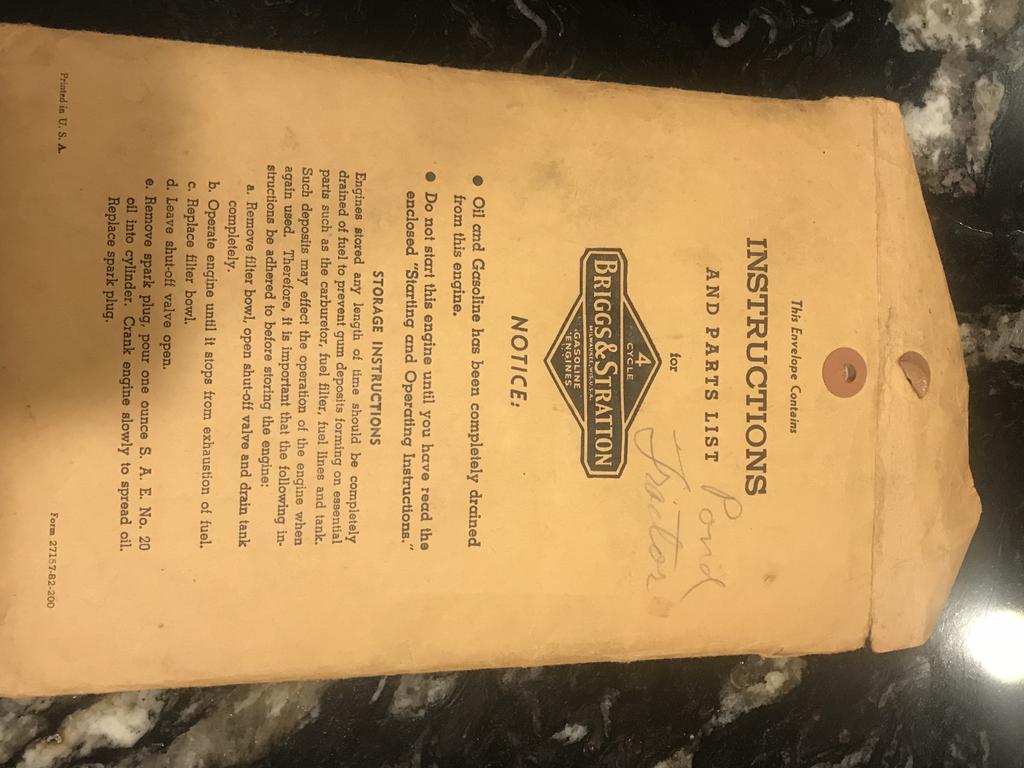 This Envelope Contains
INSTRUCTIONS
AND PARTS LIST
Pond
for
Tractor
4
CYCLE
MILWAUKEE, WIS. U.S.A.
BRIGGS & STRATTON
GASOLINE
ENGINES
NOTICE:
● Oil and Gasoline has been completely drained
from this engine.
● Do not start this engine until you have read the
enclosed "Starting and Operating Instructions."
STORAGE INSTRUCTIONS
Engines stored any length of time should be completely
drained of fuel to prevent gum deposits forming on essential
parts such as the carburetor, fuel filter, fuel lines and tank.
Such deposits may effect the operation of the engine when
again used. Therefore, it is important that the following in-
structions be adhered to before storing the engine:
a. Remove filter bowl, open shut-off valve and drain tank
completely.
b. Operate engine until it stops from exhaustion of fuel.
c. Replace filter bowl.
d. Leave shut-off valve open.
e. Remove spark plug, pour one ounce S. A. E. No. 20
oil into cylinder. Crank engine slowly to spread oil.
Replace spark plug.
Printed in U. S. A.
Form 27157-82-200